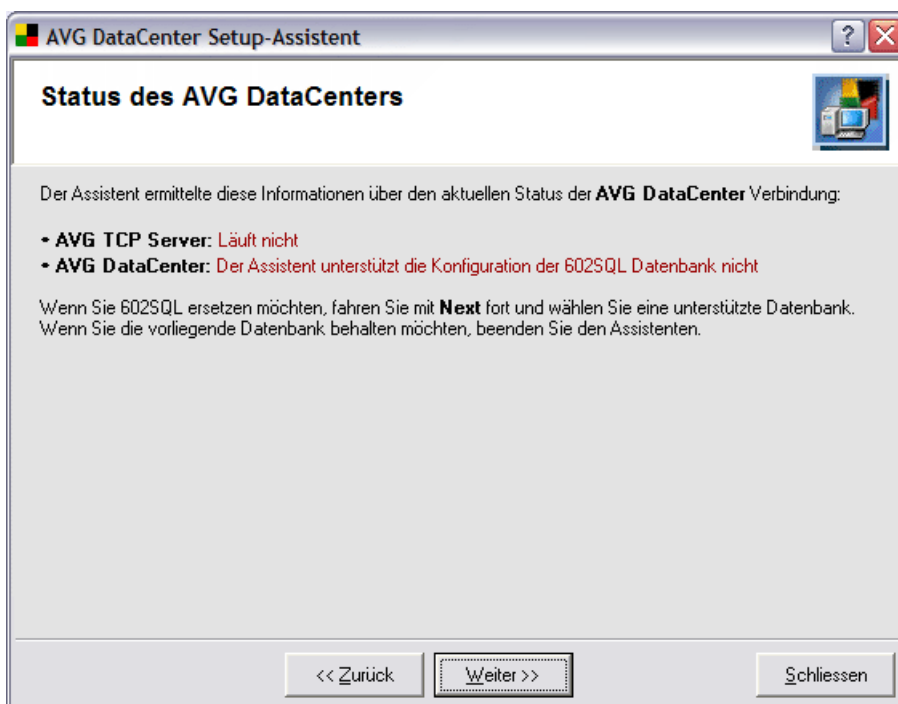 AVG DataCenter Setup-Assistent
?
Status des AVG DataCenters
Der Assistent ermittelte diese Informationen über den aktuellen Status der AVG DataCenter Verbindung:
• AVG TCP Server: Läuft nicht
• AVG DataCenter: Der Assistent unterstützt die Konfiguration der 602SQL Datenbank nicht
Wenn Sie 602SQL ersetzen möchten, fahren Sie mit Next fort und wählen Sie eine unterstützte Datenbank.
Wenn Sie die vorliegende Datenbank behalten möchten, beenden Sie den Assistenten.
<< Zurück
Weiter >>
Schliessen